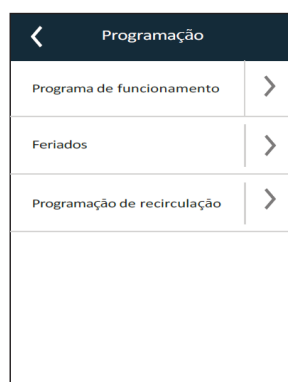 Programação
Programa de funcionamento
Feriados
Programação de recirculação